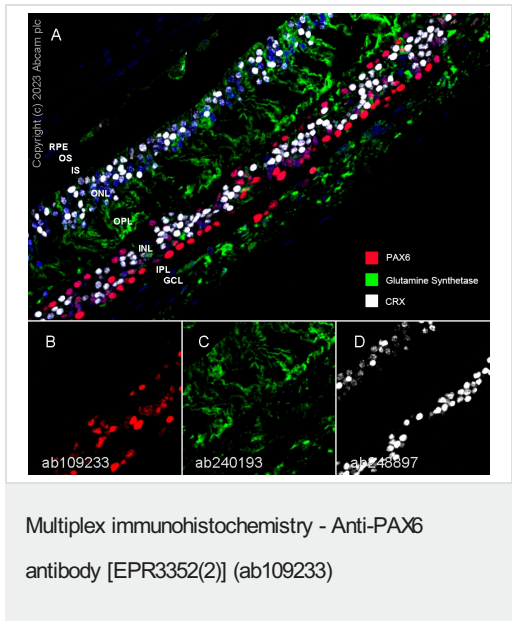 Copyright (c) 2023 Abcam plc
A
RPE
OS
IS
ONL
OPL
INL
IPL
GCL
PAX6
Glutamine Synthetase
CRX
B
ab109233
C
ab240193
D
ab248897
Multiplex immunohistochemistry - Anti-PAX6
antibody [EPR3352(2)] (ab109233)